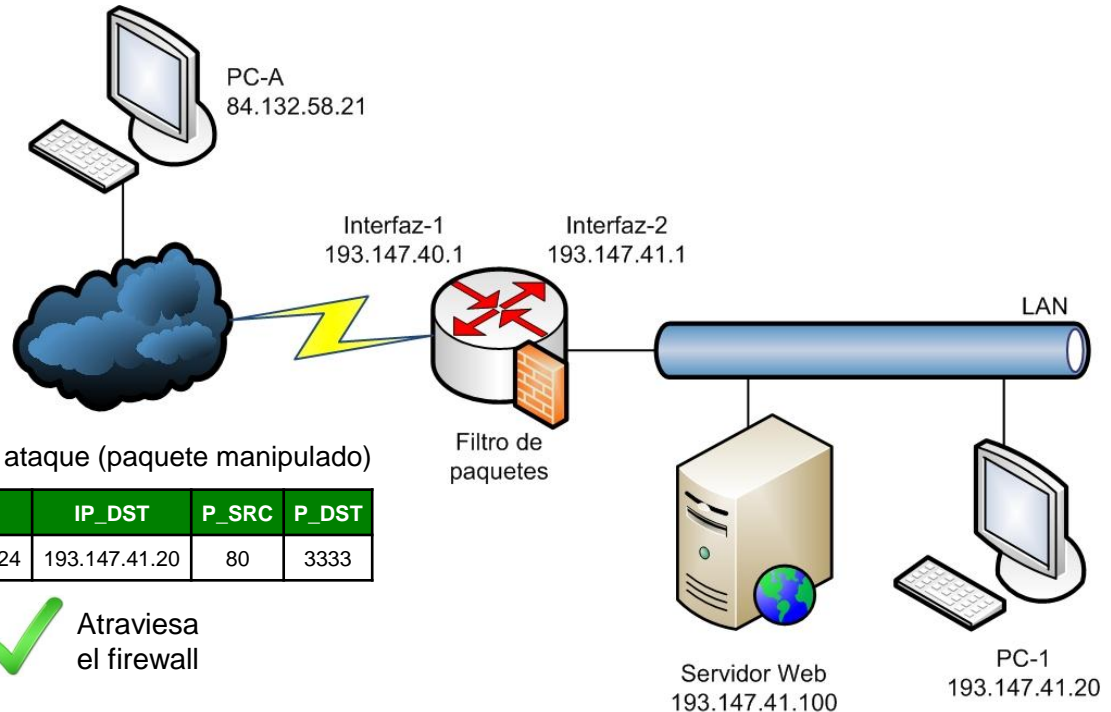 PC-A
84.132.58.21
Interfaz-1
193.147.40.1
Interfaz-2
193.147.41.1
LAN
Filtro de
paquetes
ataque (paquete manipulado)
IP_DST P_SRC P_DST
24 193.147.41.20 80 3333
Atraviesa
el firewall
Servidor Web
193.147.41.100
PC-1
193.147.41.20